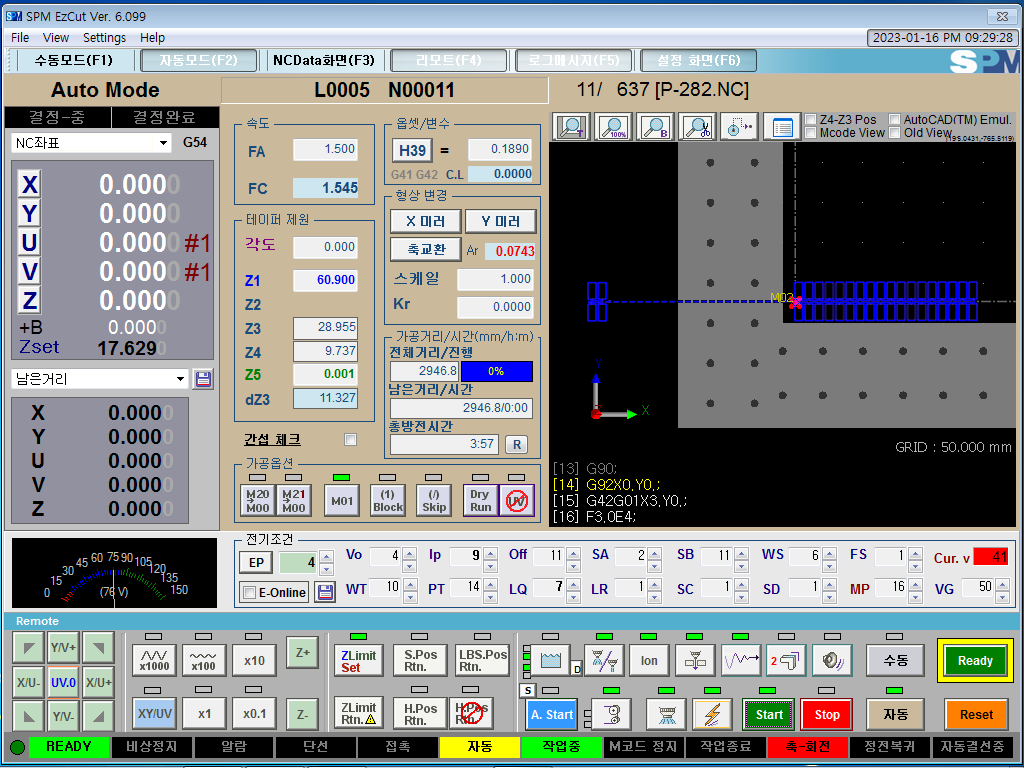 SPM EzCut Ver. 6.099
File View Settings Help
2023-01-16 PM 09:29:28
수동모드(F1) 자동모드(F2) NCData화면(F3) 리모트(F4) 로그메시지(F5) 설정 화면(F6) SPM
Auto Mode L0005 N00011 11/ 637 [P-282.NC]
결정-중 결정완료
NC좌표 G54
X 0.0000
Y 0.0000
U 0.0000 #1
V 0.0000 #1
Z 0.0000
+B 0.0000
Zset 17.6290
남은거리
X 0.0000
Y 0.0000
U 0.0000
V 0.0000
Z 0.0000
속도
FA 1.500
FC 1.545
테이퍼 제원
각도 0.000
Z1 60.900
Z2
Z3 28.955
Z4 9.737
Z5 0.001
dZ3 11.327
간섭 체크
옵셋/변수
H39 = 0.1890
G41 G42 C.L 0.0000
형상 변경
X 미러 Y 미러
축교환 Ar 0.0743
스케일 1.000
Kr 0.0000
가공거리/시간(mm/h:m)
전체거리/진행
2946.8 0%
남은거리/시간
2946.8/0:00
총방전시간
3:57 R
가공옵션
M20 M00 M21 M00 M01 (1) Block (/) Skip Dry Run UV
T 100% B
Z4-Z3 Pos AutoCAD(TM) Emul.
Mcode View Old View
(195.0431,-765.5119)
M02
Y
X
GRID : 50.000 mm
[13] G90;
[14] G92X0,Y0,;
[15] G42G01X3,Y0,;
[16] F3,0E4;
0 15 30 45 60 75 90 105 120 135 150
(76 V)
전기조건
EP 4 Vo 4 Ip 9 Off 11 SA 2 SB 11 WS 6 FS 1 Cur. v 41
E-Online WT 10 PT 14 LQ 7 LR 1 SC 1 SD 1 MP 16 VG 50
Remote
Y/V+ x1000 x100 x10 Z+ ZLimit Set S.Pos Rtn. LBS.Pos Rtn. D Ion 2 수동 Ready
X/U- UV.0 X/U+
Y/V- XY/UV x1 x0.1 Z- ZLimit Rtn. H.Pos Rtn. H.Pos Rtn. S A. Start Start Stop 자동 Reset
READY 비상정지 알람 단선 접촉 자동 작업중 M코드 정지 작업종료 축-회전 정전복귀 자동결선중